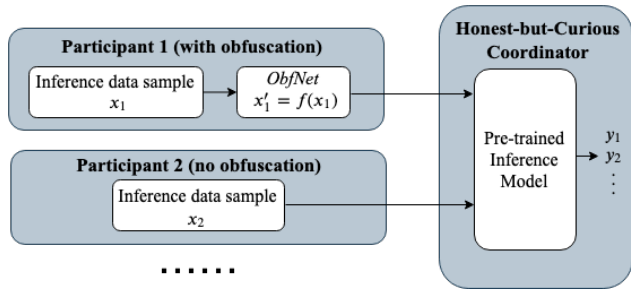 Participant 1 (with obfuscation)
Inference data sample
x₁
ObfNet
x′₁ = f(x₁)
Participant 2 (no obfuscation)
Inference data sample
x₂
......
Honest-but-Curious
Coordinator
Pre-trained
Inference
Model
y₁
y₂
⋮